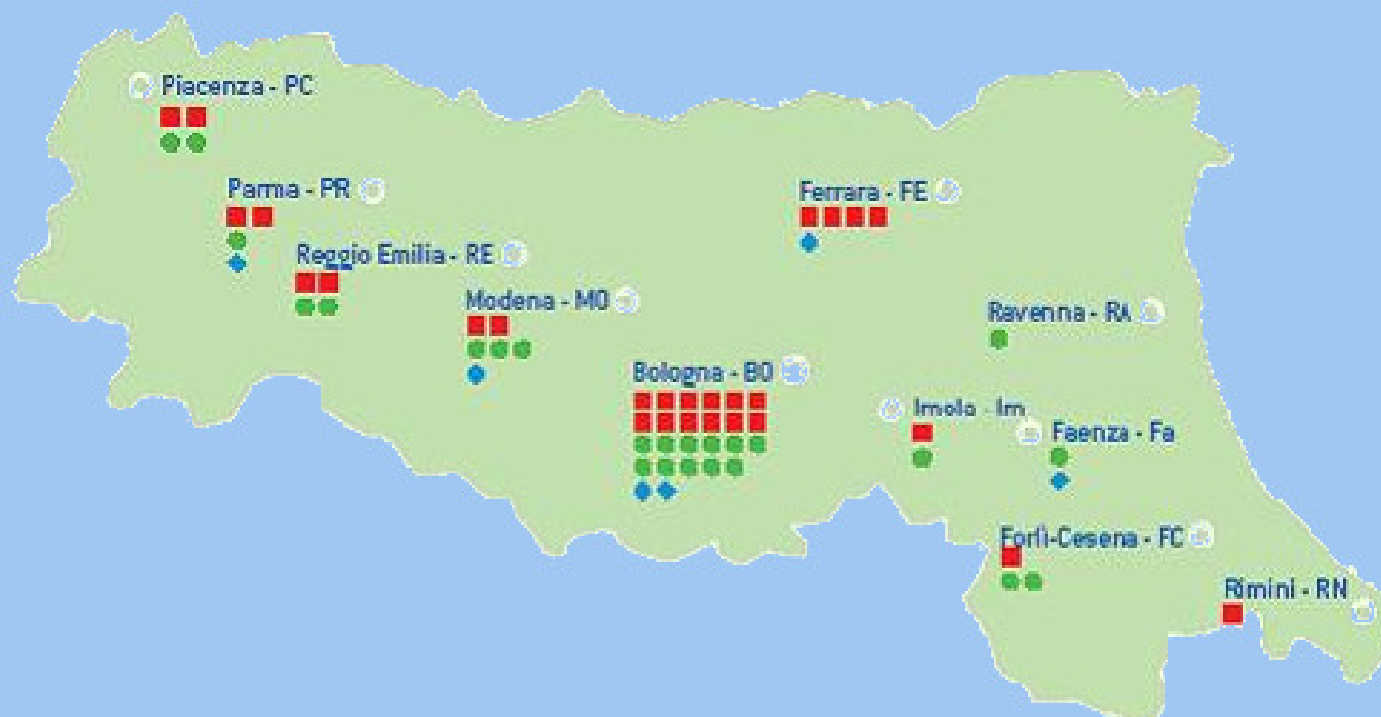 Piacenza - PC
Parma - PR
Ferrara - FE
Reggio Emilia - RE
Modena - MO
Ravenna - RA
Bologna - BO
Imola - Im
Faenza - Fa
Forlì-Cesena - FC
Rimini - RN